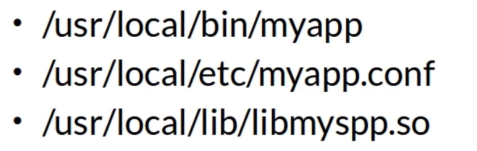 • /usr/local/bin/myapp
• /usr/local/etc/myapp.conf
• /usr/local/lib/libmyspp.so